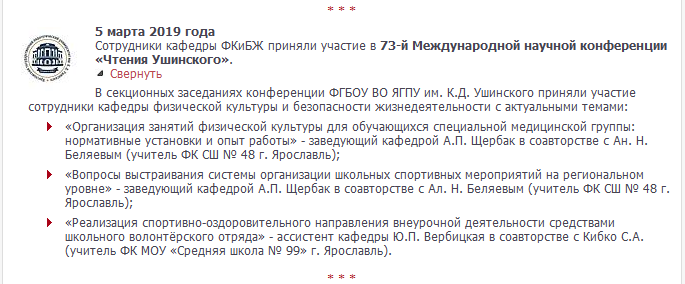 * * *
5 марта 2019 года
Сотрудники кафедры ФКиБЖ приняли участие в 73-й Международной научной конференции
«Чтения Ушинского».
Свернуть
В секционных заседаниях конференции ФГБОУ ВО ЯГПУ им. К.Д. Ушинского приняли участие
сотрудники кафедры физической культуры и безопасности жизнедеятельности с актуальными темами:
«Организация занятий физической культуры для обучающихся специальной медицинской группы:
нормативные установки и опыт работы» - заведующий кафедрой А.П. Щербак в соавторстве с Ан. Н.
Беляевым (учитель ФК СШ № 48 г. Ярославль);
«Вопросы выстраивания системы организации школьных спортивных мероприятий на региональном
уровне» - заведующий кафедрой А.П. Щербак в соавторстве с Ал. Н. Беляевым (учитель ФК СШ № 48 г.
Ярославль);
«Реализация спортивно-оздоровительного направления внеурочной деятельности средствами
школьного волонтёрского отряда» - ассистент кафедры Ю.П. Вербицкая в соавторстве с Кибко С.А.
(учитель ФК МОУ «Средняя школа № 99» г. Ярославль).
* * *